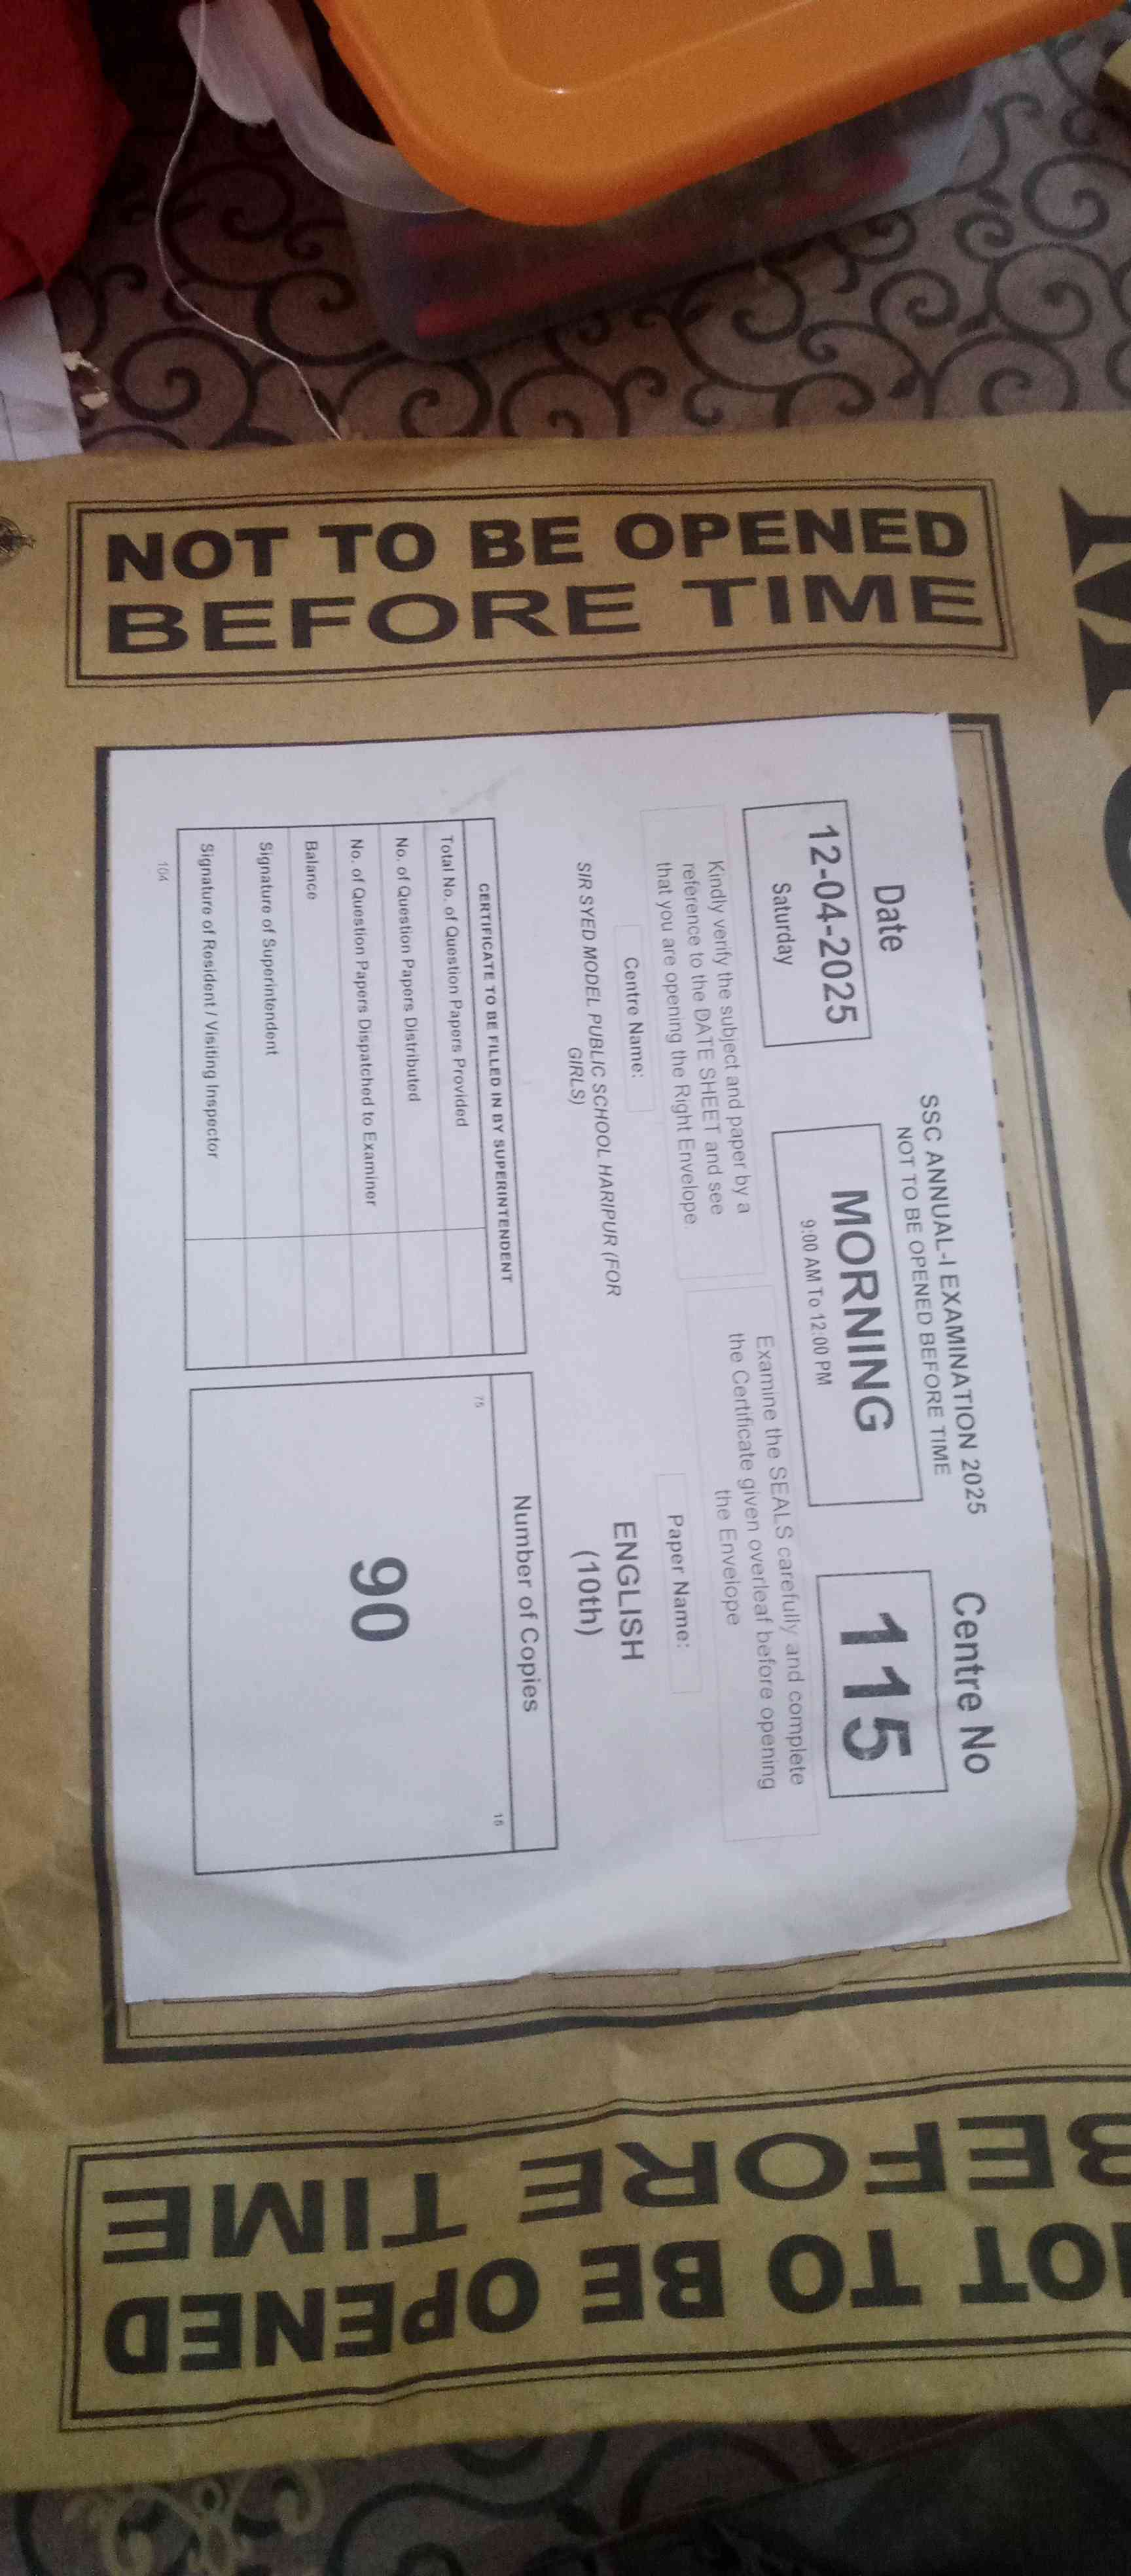 NOT TO BE OPENED
BEFORE TIME
SSC ANNUAL-I EXAMINATION 2025
NOT TO BE OPENED BEFORE TIME
Date
12-04-2025
Saturday
MORNING
9:00 AM To 12:00 PM
Centre No
115
Kindly verify the subject and paper by a
reference to the DATE SHEET and see
that you are opening the Right Envelope.
Examine the SEALS carefully and complete
the Certificate given overleaf before opening
the Envelope
Centre Name:
SIR SYED MODEL PUBLIC SCHOOL HARIPUR (FOR
GIRLS)
Paper Name:
ENGLISH
(10th)
CERTIFICATE TO BE FILLED IN BY SUPERINTENDENT
Total No. of Question Papers Provided
No. of Question Papers Distributed
No. of Question Papers Dispatched to Examiner
Balance
Signature of Superintendent
Signature of Resident / Visiting Inspector
104
Number of Copies
75
15
90
NOT TO BE OPENED
BEFORE TIME